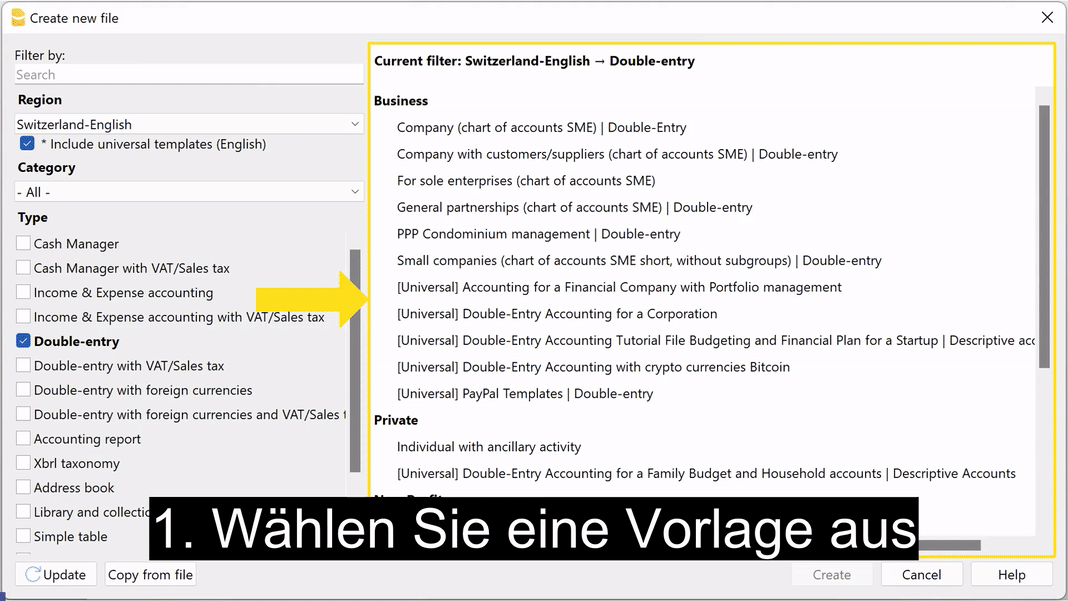 Create new file
Filter by:
Search
Region
Switzerland-English
* Include universal templates (English)
Category
- All -
Type
Cash Manager
Cash Manager with VAT/Sales tax
Income & Expense accounting
Income & Expense accounting with VAT/Sales tax
Double-entry
Double-entry with VAT/Sales tax
Double-entry with foreign currencies
Double-entry with foreign currencies and VAT/Sales
Accounting report
Xbrl taxonomy
Address book
Library and
Simple table
Update
Copy from file
Current filter: Switzerland-English → Double-entry
Business
Company (chart of accounts SME) | Double-Entry
Company with customers/suppliers (chart of accounts SME) | Double-entry
For sole enterprises (chart of accounts SME)
General partnerships (chart of accounts SME) | Double-entry
PPP Condominium management | Double-entry
Small companies (chart of accounts SME short, without subgroups) | Double-entry
[Universal] Accounting for a Financial Company with Portfolio management
[Universal] Double-Entry Accounting for a Corporation
[Universal] Double-Entry Accounting Tutorial File Budgeting and Financial Plan for a Startup | Descriptive
[Universal] Double-Entry Accounting with crypto currencies Bitcoin
[Universal] PayPal Templates | Double-entry
Private
Individual with ancillary activity
[Universal] Double-Entry Accounting for a Family Budget and Household accounts | Descriptive Accounts
1. Wählen Sie eine Vorlage aus
Create
Cancel
Help